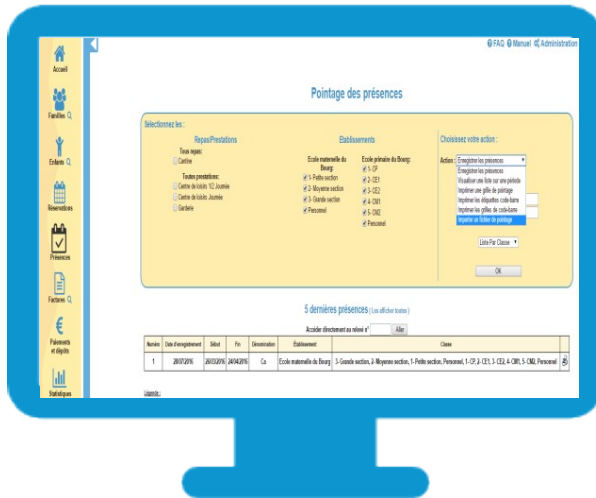 FAQ Manuel Administration
Accueil
Familles
Enfants
Réservations
Présences
Factures
Paiements
et dépôts
Statistiques
Pointage des présences
Sélectionnez les :
Repas/Prestations
Tous repas:
Cantine
Toutes prestations:
Centre de loisirs 1/2 Journée
Centre de loisirs Journée
Garderie
Etablissements
Ecole maternelle du
Bourg:
1- Petite section
2- Moyenne section
3- Grande section
Personnel
Ecole primaire du Bourg:
1- CP
2- CE1
3- CE2
4- CM1
5- CM2
Personnel
Choisissez votre action :
Action : Enregistrer les présences
Enregistrer les présences
Visualiser une liste sur une période
Imprimer une grille de pointage
Imprimer les étiquettes code-barre
Imprimer les grilles de code-barre
Importer un fichier de pointage
Liste Par Classe
OK
5 dernières présences ( Les afficher toutes )
Accéder directement au relevé n° Aller
Numéro Date d'enregistrement Début Fin Dénomination Établissement Classe
1 28/07/2016 26/03/2016 24/04/2016 Ca Ecole maternelle du Bourg 3- Grande section, 2- Moyenne section, 1- Petite section, Personnel, 1- CP, 2- CE1, 3- CE2, 4- CM1, 5- CM2, Personnel
Légende :